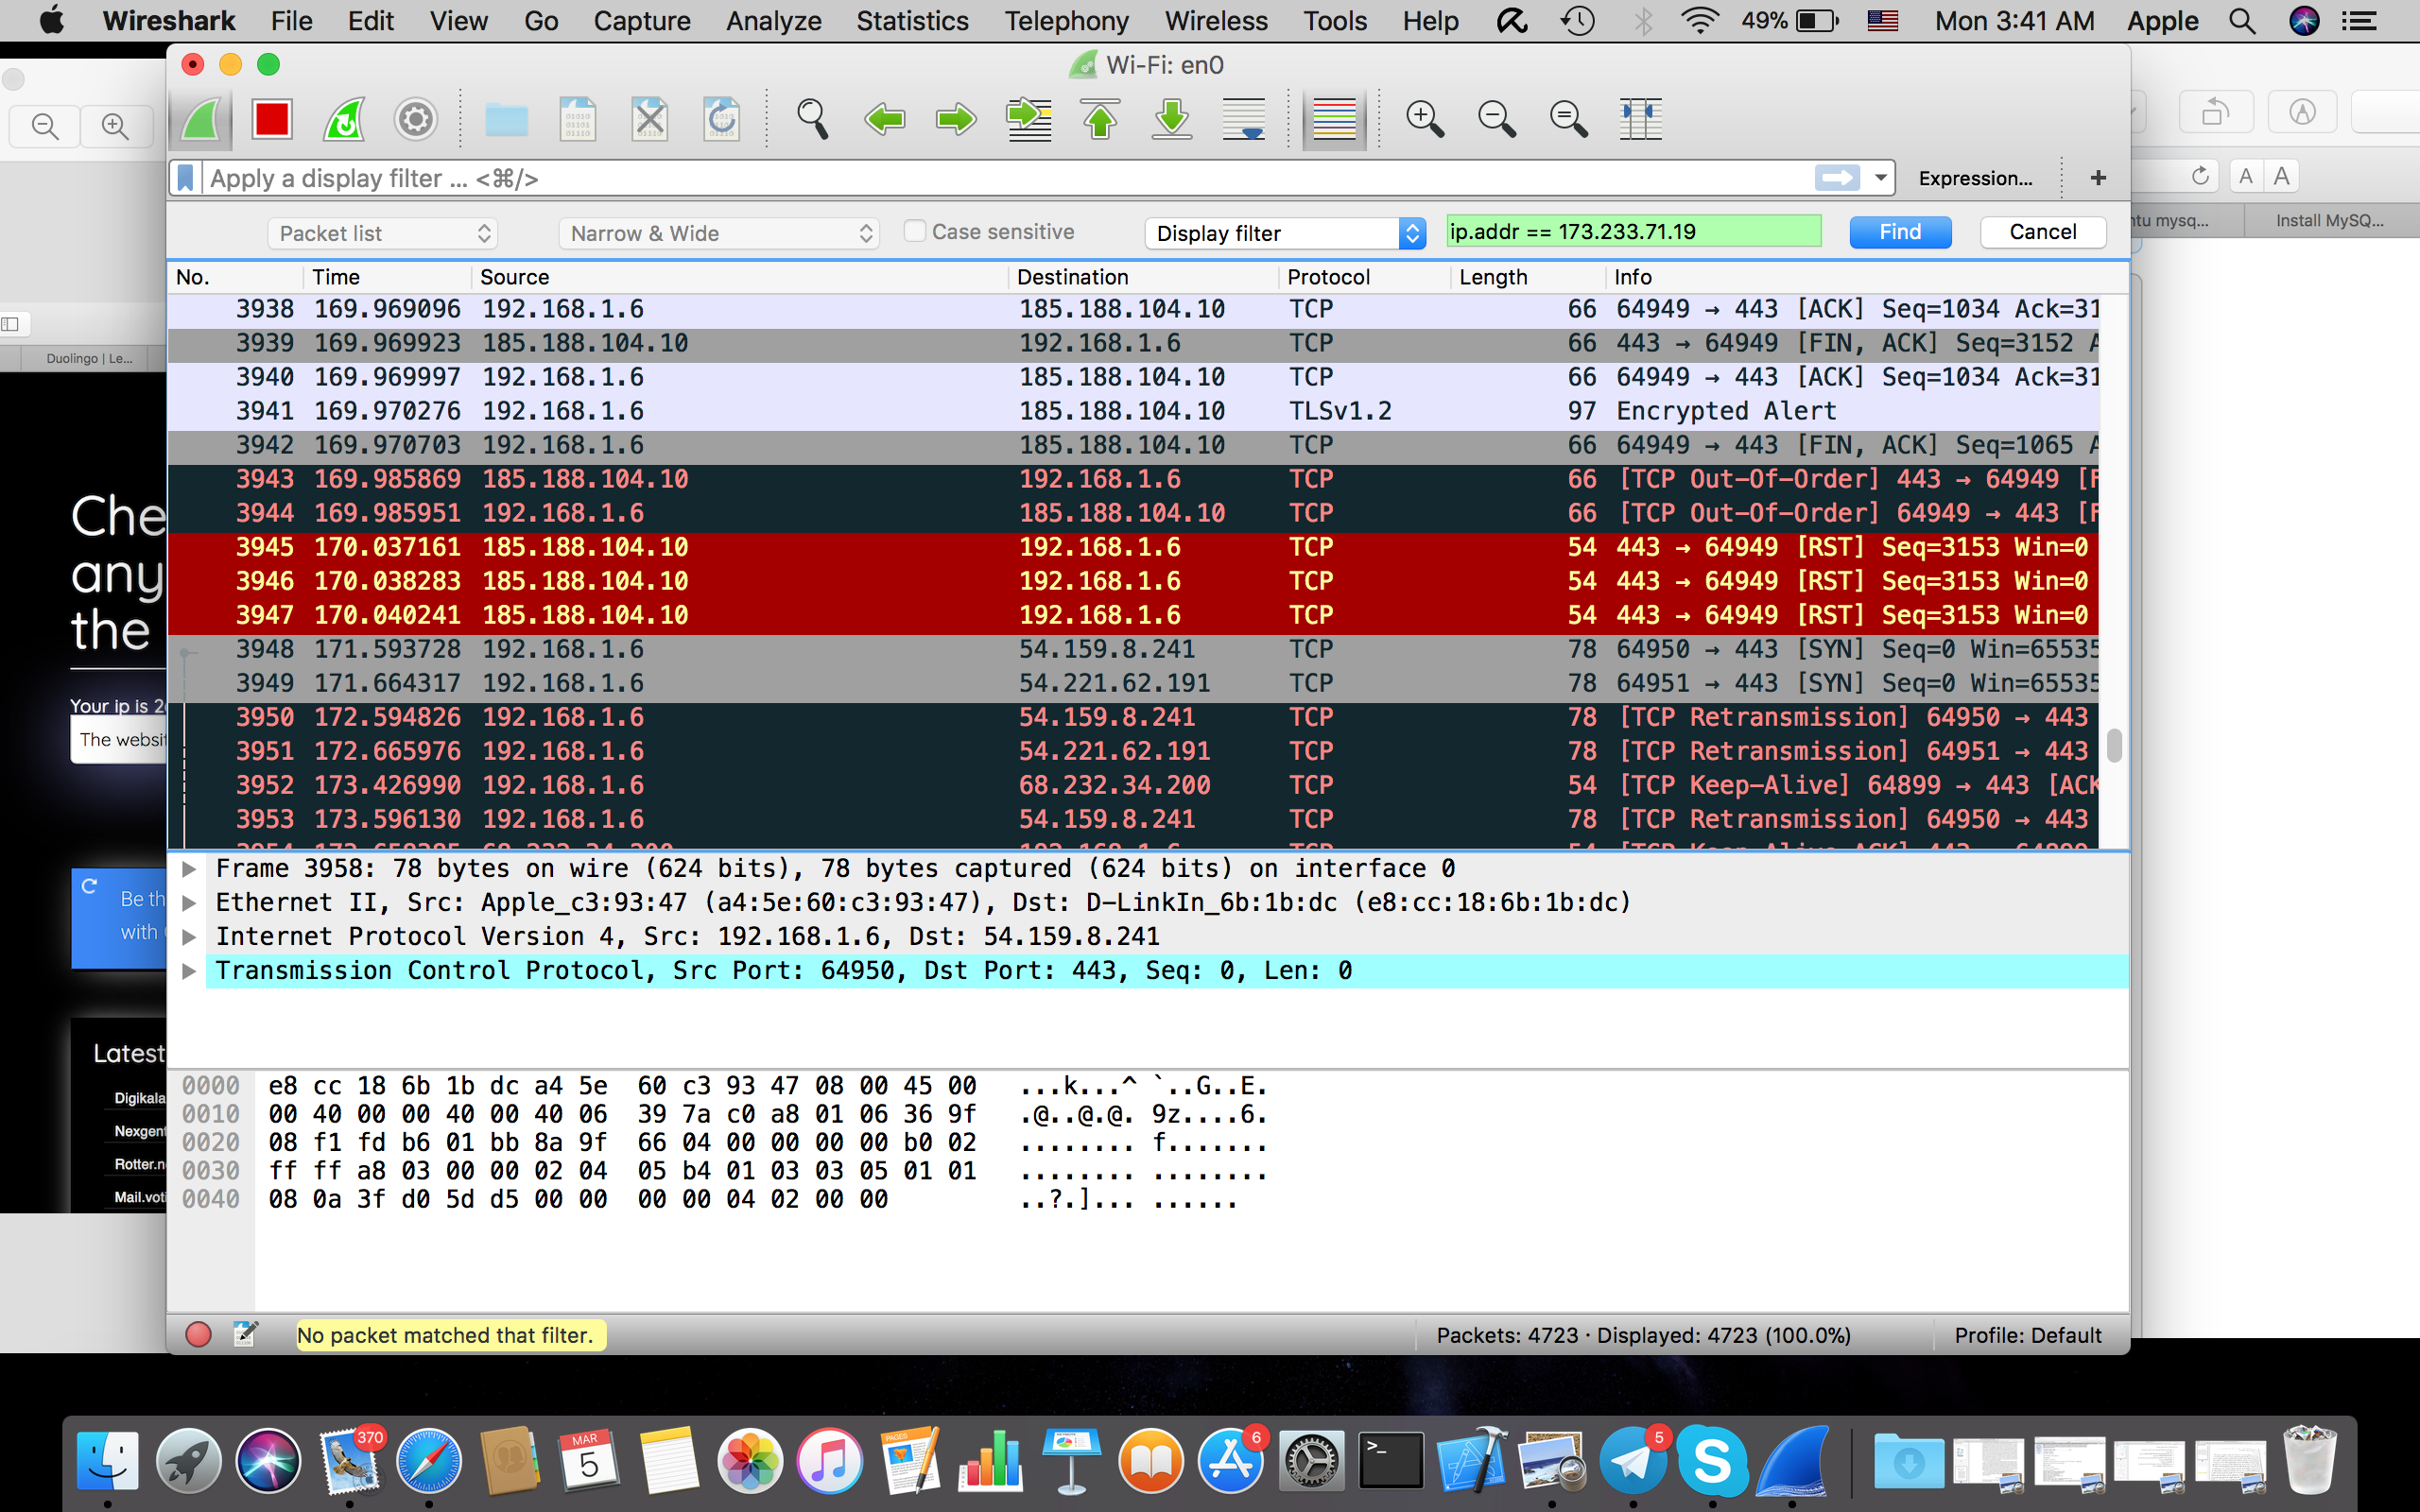 Wireshark File Edit View Go Capture Analyze Statistics Telephony Wireless Tools Help 49% Mon 3:41 AM Apple
Wi-Fi: en0
Apply a display filter ... <⌘/> Expression... +
Packet list Narrow & Wide Case sensitive Display filter ip.addr == 173.233.71.19 Find Cancel
A A
ntu mysq... Install MySQ...
No. Time Source Destination Protocol Length Info
3938 169.969096 192.168.1.6 185.188.104.10 TCP 66 64949 → 443 [ACK] Seq=1034 Ack=31
3939 169.969923 185.188.104.10 192.168.1.6 TCP 66 443 → 64949 [FIN, ACK] Seq=3152 A
3940 169.969997 192.168.1.6 185.188.104.10 TCP 66 64949 → 443 [ACK] Seq=1034 Ack=31
3941 169.970276 192.168.1.6 185.188.104.10 TLSv1.2 97 Encrypted Alert
3942 169.970703 192.168.1.6 185.188.104.10 TCP 66 64949 → 443 [FIN, ACK] Seq=1065 A
3943 169.985869 185.188.104.10 192.168.1.6 TCP 66 [TCP Out-Of-Order] 443 → 64949 [F
3944 169.985951 192.168.1.6 185.188.104.10 TCP 66 [TCP Out-Of-Order] 64949 → 443 [F
3945 170.037161 185.188.104.10 192.168.1.6 TCP 54 443 → 64949 [RST] Seq=3153 Win=0
3946 170.038283 185.188.104.10 192.168.1.6 TCP 54 443 → 64949 [RST] Seq=3153 Win=0
3947 170.040241 185.188.104.10 192.168.1.6 TCP 54 443 → 64949 [RST] Seq=3153 Win=0
3948 171.593728 192.168.1.6 54.159.8.241 TCP 78 64950 → 443 [SYN] Seq=0 Win=65535
3949 171.664317 192.168.1.6 54.221.62.191 TCP 78 64951 → 443 [SYN] Seq=0 Win=65535
3950 172.594826 192.168.1.6 54.159.8.241 TCP 78 [TCP Retransmission] 64950 → 443
3951 172.665976 192.168.1.6 54.221.62.191 TCP 78 [TCP Retransmission] 64951 → 443
3952 173.426990 192.168.1.6 68.232.34.200 TCP 54 [TCP Keep-Alive] 64899 → 443 [ACK
3953 173.596130 192.168.1.6 54.159.8.241 TCP 78 [TCP Retransmission] 64950 → 443
Frame 3958: 78 bytes on wire (624 bits), 78 bytes captured (624 bits) on interface 0
Ethernet II, Src: Apple_c3:93:47 (a4:5e:60:c3:93:47), Dst: D-LinkIn_6b:1b:dc (e8:cc:18:6b:1b:dc)
Internet Protocol Version 4, Src: 192.168.1.6, Dst: 54.159.8.241
Transmission Control Protocol, Src Port: 64950, Dst Port: 443, Seq: 0, Len: 0
0000 e8 cc 18 6b 1b dc a4 5e 60 c3 93 47 08 00 45 00 ...k...^ `..G..E.
0010 00 40 00 00 40 00 40 06 39 7a c0 a8 01 06 36 9f .@..@.@. 9z....6.
0020 08 f1 fd b6 01 bb 8a 9f 66 04 00 00 00 00 b0 02 ........ f.......
0030 ff ff a8 03 00 00 02 04 05 b4 01 03 03 05 01 01 ........ ........
0040 08 0a 3f d0 5d d5 00 00 00 00 04 02 00 00 ..?.]... ......
No packet matched that filter. Packets: 4723 · Displayed: 4723 (100.0%) Profile: Default
Duolingo | Le...
Che
any
the
Your ip is 2
The websit
Be th
with
Latest
Digikala
Nexgent
Rotter.n
Mail.voti
370
MAR
5
PAGES
6
>_
5
S